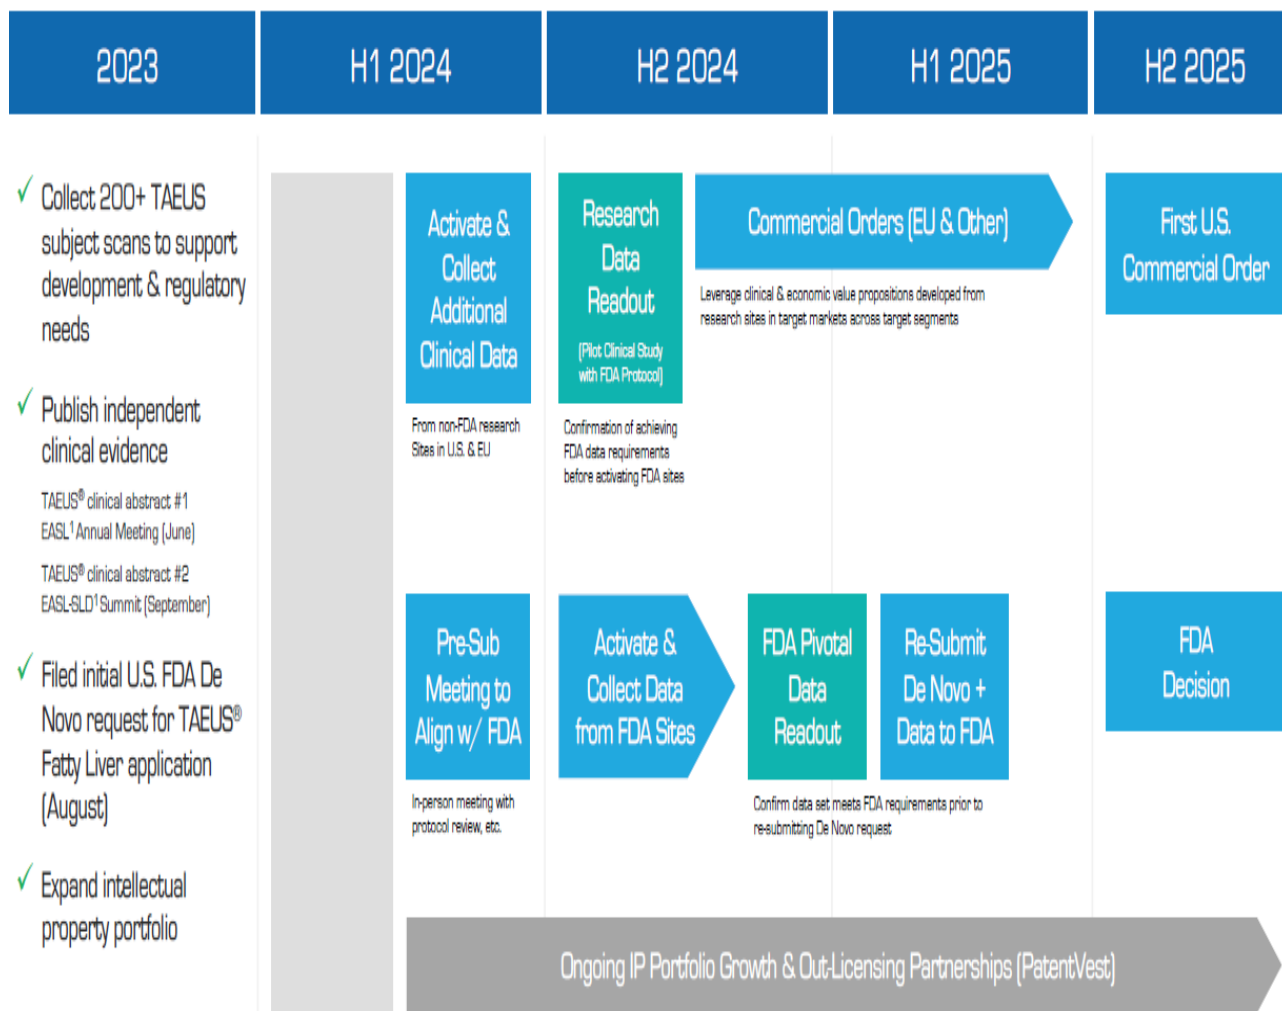 2023
H1 2024
H2 2024
H1 2025
H2 2025
✓ Collect 200+ TAEUS
subject scans to support
development & regulatory
needs
✓ Publish independent
clinical evidence
TAEUS® clinical abstract #1
EASL¹ Annual Meeting (June)
TAEUS® clinical abstract #2
EASL-SLD¹ Summit (September)
✓ Filed initial U.S. FDA De
Novo request for TAEUS®
Fatty Liver application
(August)
✓ Expand intellectual
property portfolio
Activate &
Collect
Additional
Clinical Data
From non-FDA research
Sites in U.S. & EU
Research
Data
Readout
(Pilot Clinical Study
with FDA Protocol)
Confirmation of achieving
FDA data requirements
before activating FDA sites
Commercial Orders (EU & Other)
Leverage clinical & economic value propositions developed from
research sites in target markets across target segments
First U.S.
Commercial Order
Pre-Sub
Meeting to
Align w/ FDA
In-person meeting with
protocol review, etc.
Activate &
Collect Data
from FDA Sites
FDA Pivotal
Data
Readout
Re-Submit
De Novo +
Data to FDA
Confirm data set meets FDA requirements prior to
re-submitting De Novo request
FDA
Decision
Ongoing IP Portfolio Growth & Out-Licensing Partnerships (PatentVest)